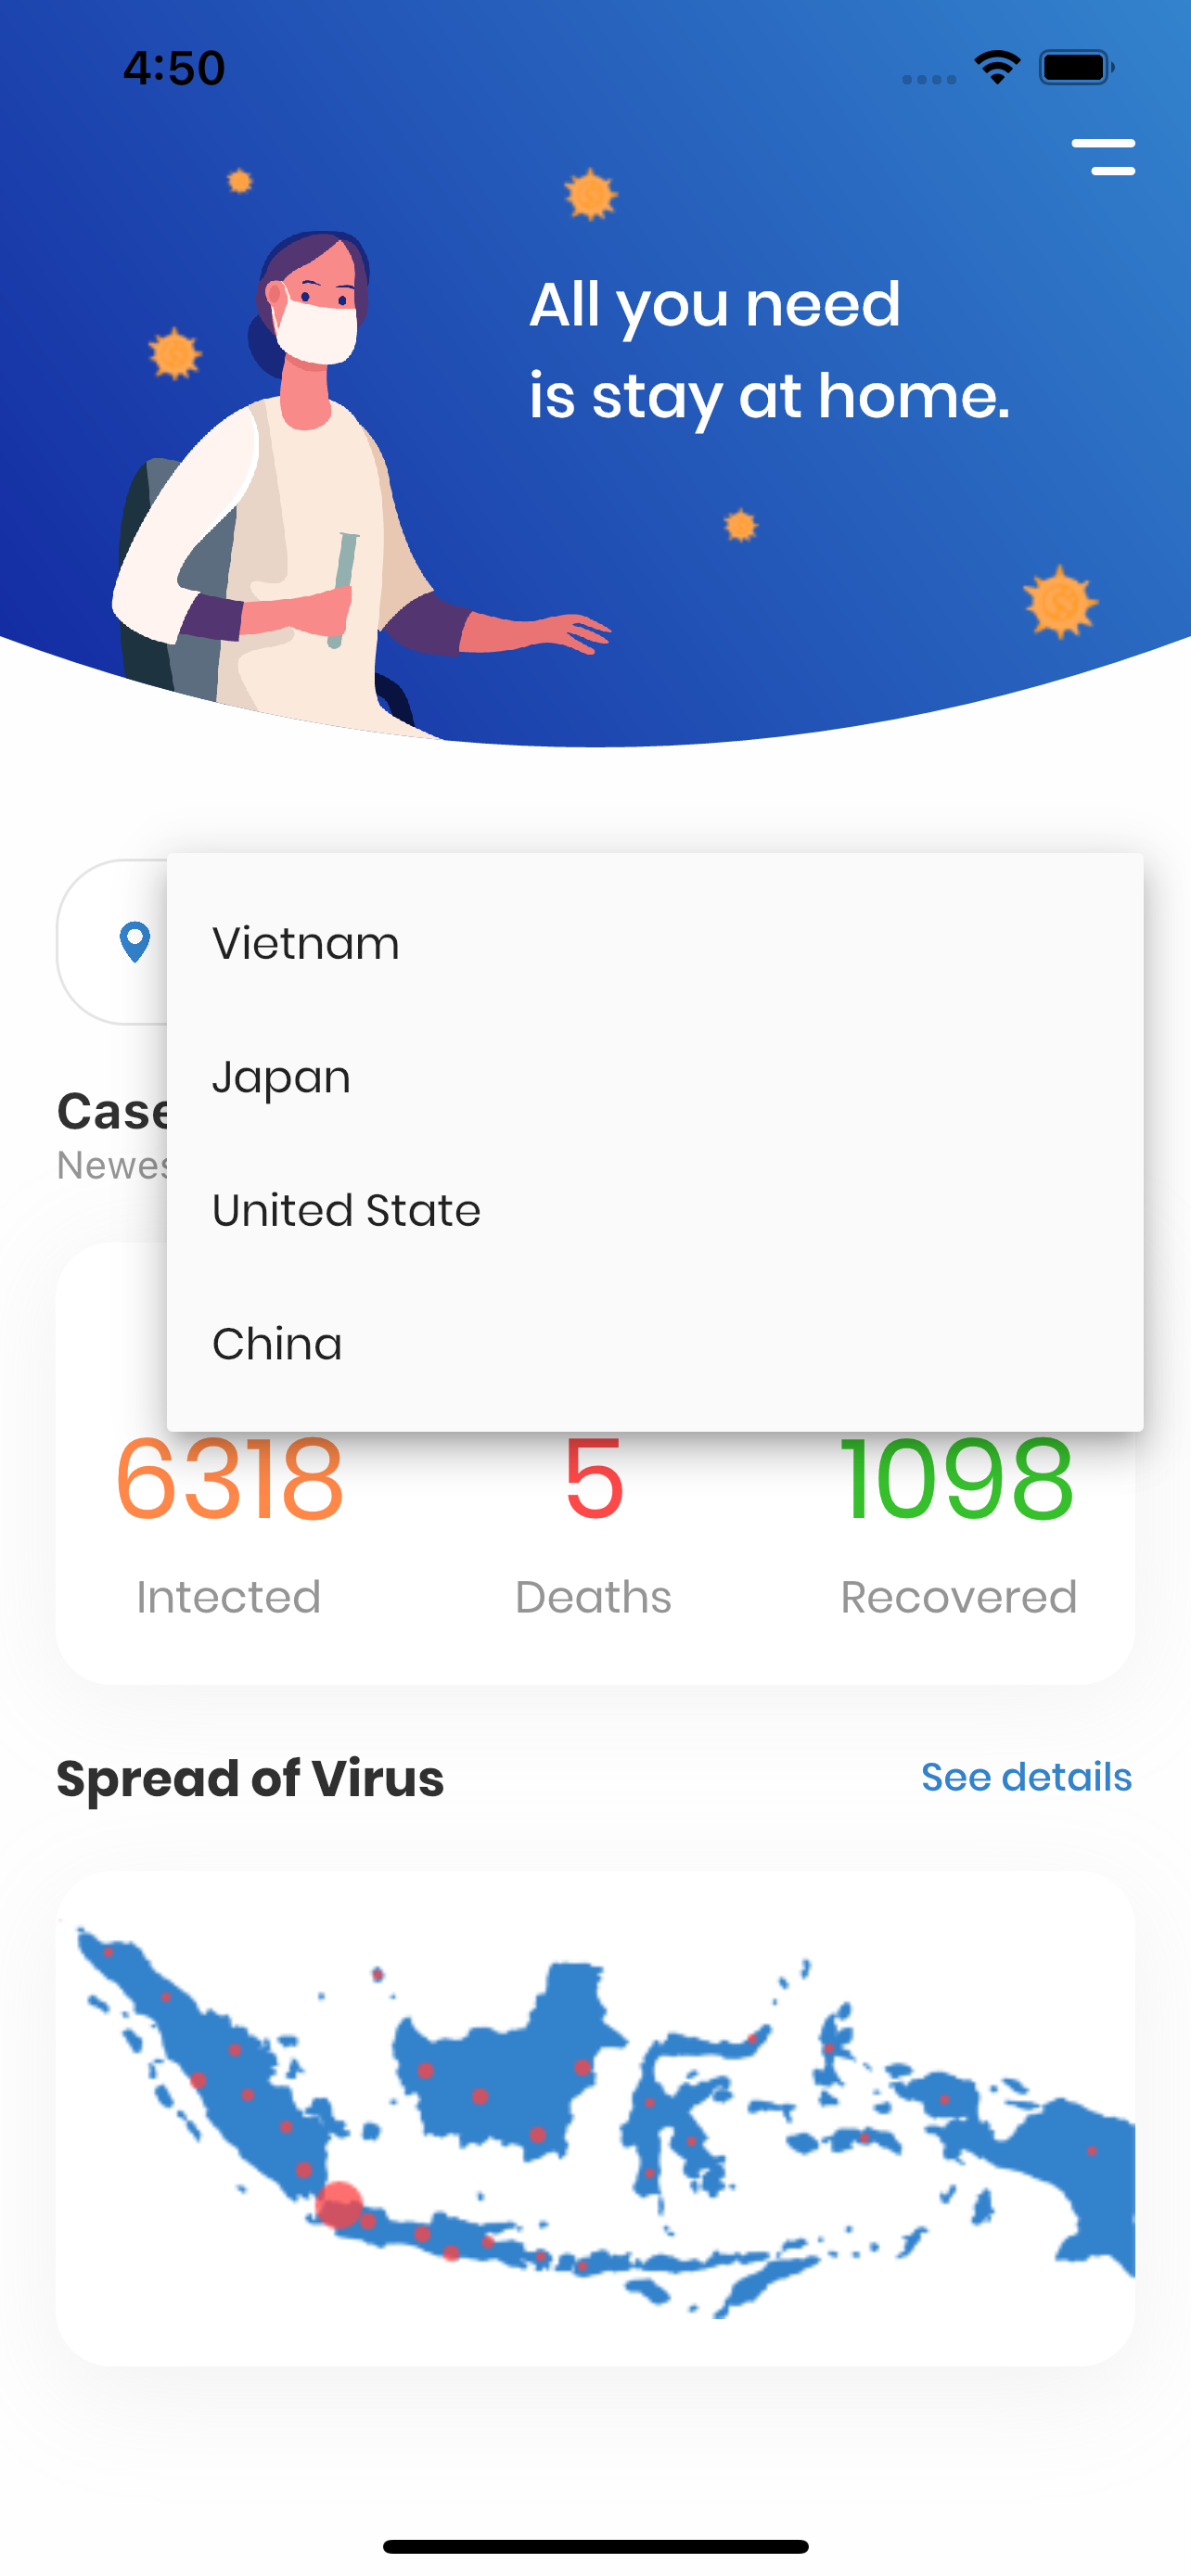 4:50
All you need
is stay at home.
Vietnam
Japan
United State
China
Case
Newes
6318
5
1098
Intected
Deaths
Recovered
Spread of Virus
See details